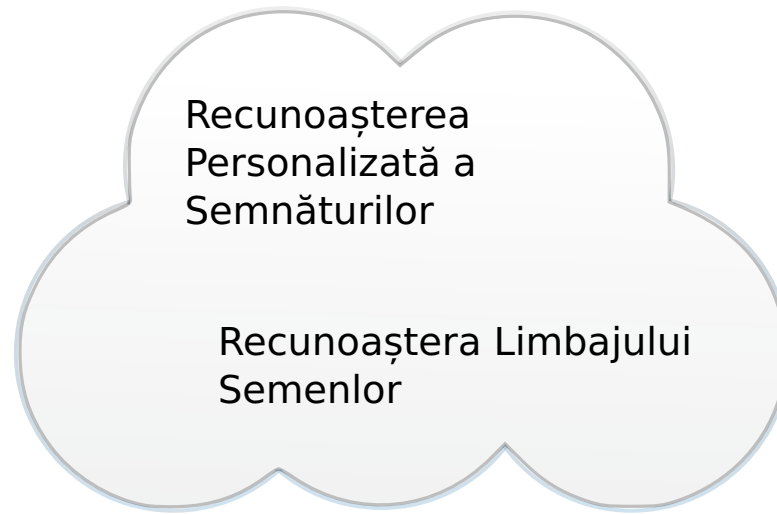 Recunoașterea
Personalizată a
Semnăturilor
Recunoaștera Limbajului
Semenlor